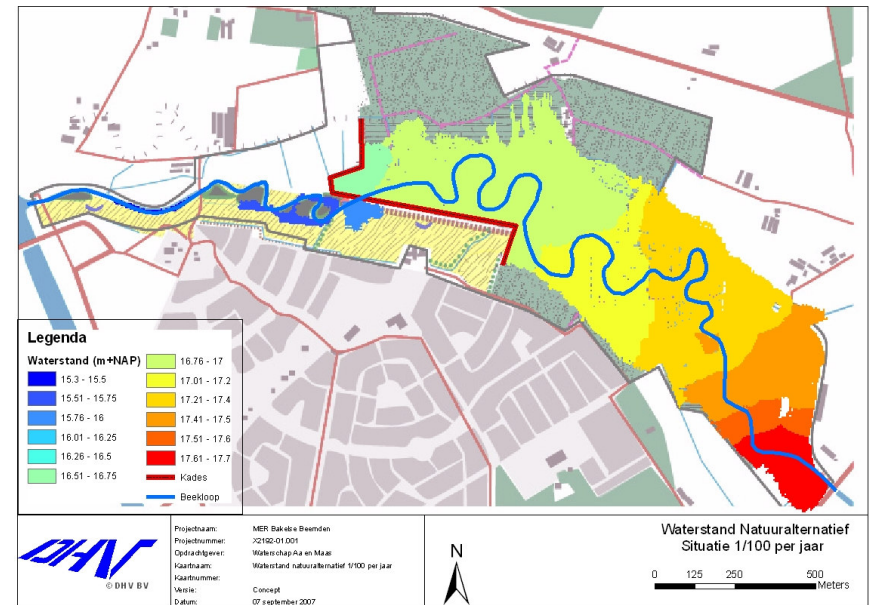 Legenda
Waterstand (m+NAP)
15.3 - 15.5
15.51 - 15.75
15.76 - 16
16.01 - 16.25
16.26 - 16.5
16.51 - 16.75
16.76 - 17
17.01 - 17.2
17.21 - 17.4
17.41 - 17.5
17.51 - 17.6
17.61 - 17.7
Kades
Beekloop
DHV
© DHV BV
Projectnaam: MER Bakelse Beemden
Projectnummer: X2192-01.001
Opdrachtgever: Waterschap Aa en Maas
Kaartnaam: Waterstand natuuralternatief 1/100 per jaar
Kaartnummer:
Versie: Concept
Datum: 07 september 2007
N
Waterstand Natuuralternatief
Situatie 1/100 per jaar
0 125 250 500
Meters